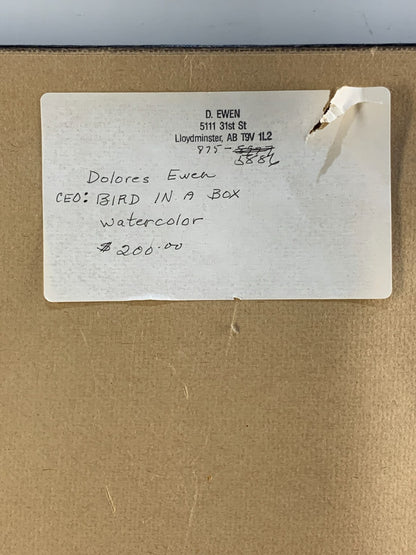 D. EWEN
5111 31st St
Lloydminster, AB T9V 1L2
875-
5886
Dolores Ewen
CEO: BIRD IN A BOX
watercolor
$200.00